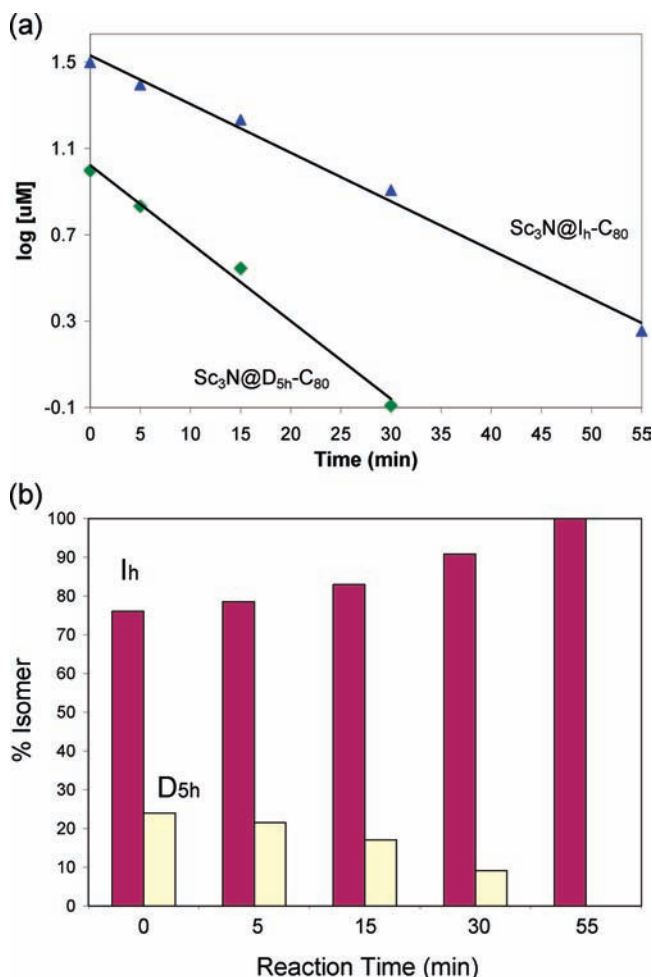 (a)
1.5
1.1
0.7
0.3
-0.1
log [uM]
Sc₃N@Iₕ-C₈₀
Sc₃N@D₅ₕ-C₈₀
0 5 10 15 20 25 30 35 40 45 50 55
Time (min)
(b)
100
90
80
70
60
50
40
30
20
10
0
% Isomer
Iₕ
D₅ₕ
0 5 15 30 55
Reaction Time (min)